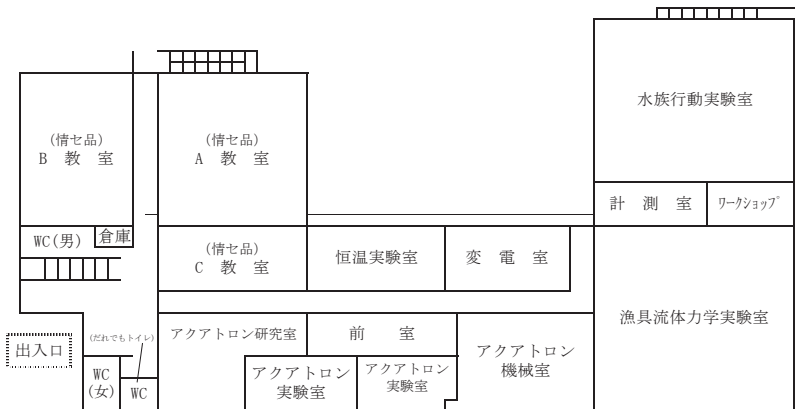 水族行動実験室
(情セ品)
B 教 室
(情セ品)
A 教 室
計 測 室
ﾜｰｸｼｮｯﾌﾟ
WC(男)
倉庫
(情セ品)
C 教 室
恒温実験室
変 電 室
漁具流体力学実験室
出入口
(だれでもトイレ)
アクアトロン研究室
前 室
アクアトロン
機械室
WC
(女)
WC
アクアトロン
実験室
アクアトロン
実験室